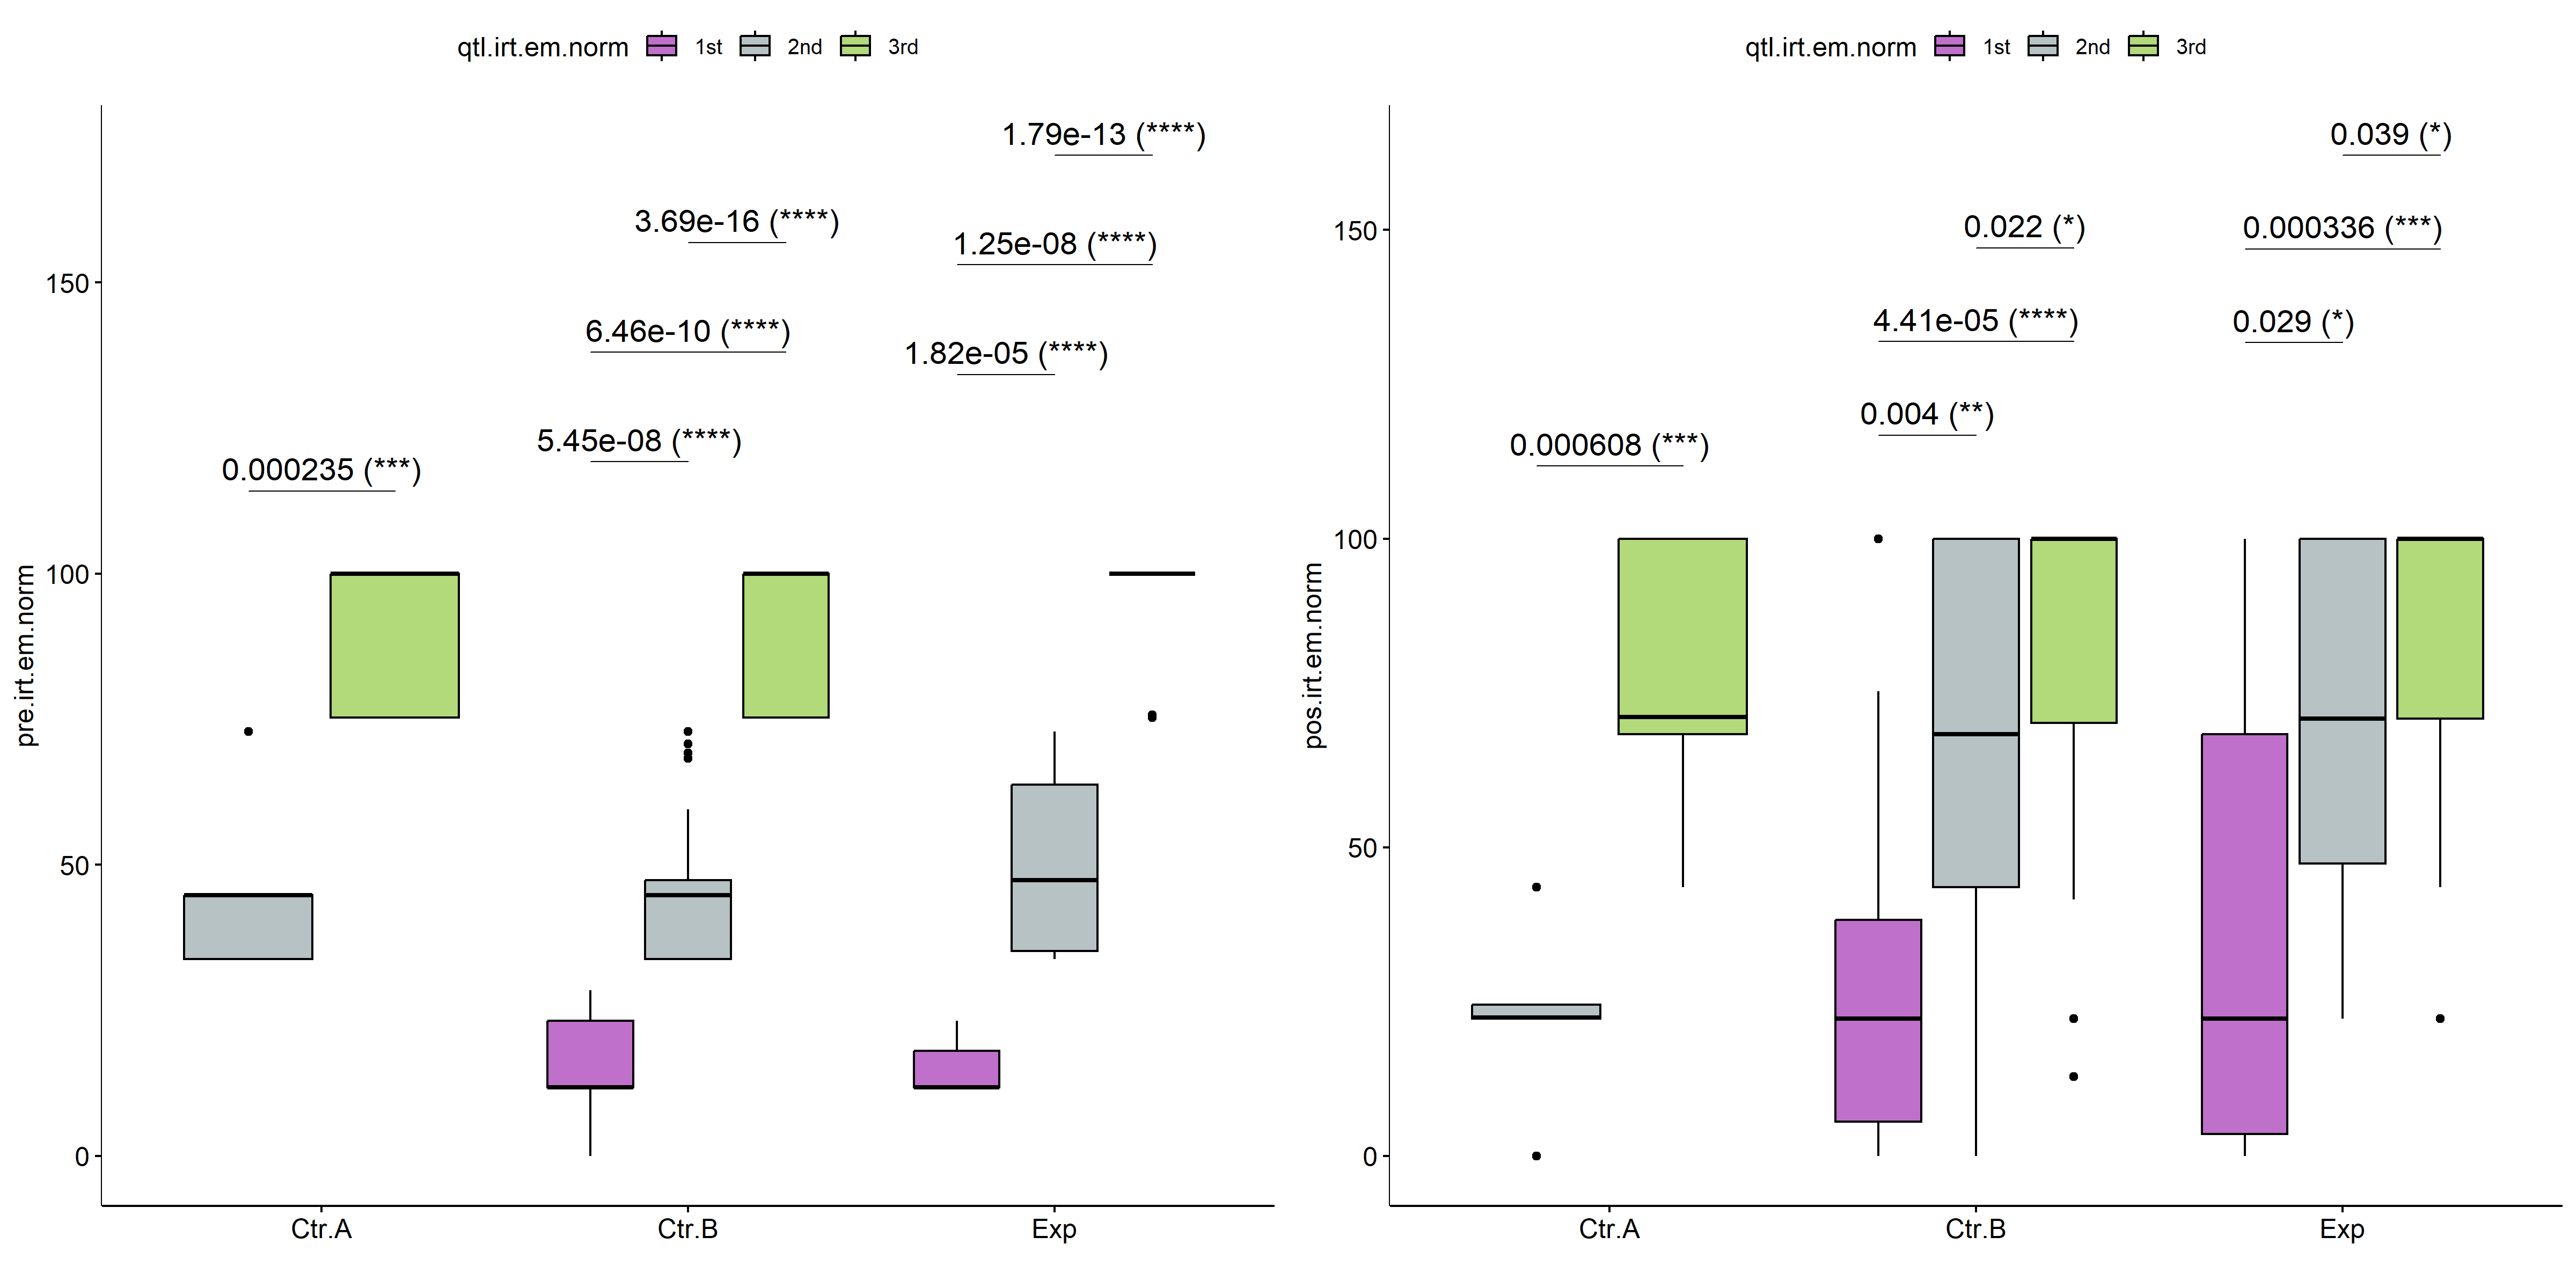 qtl.irt.em.norm 1st 2nd 3rd
1.79e-13 (****)
3.69e-16 (****)
1.25e-08 (****)
6.46e-10 (****)
1.82e-05 (****)
5.45e-08 (****)
0.000235 (***)
150
100
50
0
pre.irt.em.norm
Ctr.A Ctr.B Exp
qtl.irt.em.norm 1st 2nd 3rd
0.039 (*)
0.022 (*)
0.000336 (***)
4.41e-05 (****)
0.029 (*)
0.004 (**)
0.000608 (***)
150
100
50
0
pos.irt.em.norm
Ctr.A Ctr.B Exp